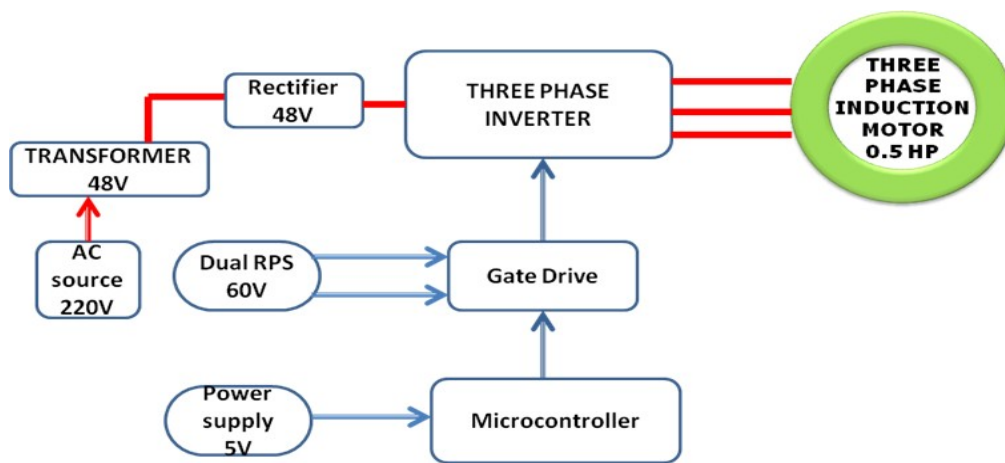 Rectifier
48V
THREE PHASE
INVERTER
THREE
PHASE
INDUCTION
MOTOR
0.5 HP
TRANSFORMER
48V
AC
source
220V
Dual RPS
60V
Gate Drive
Power
supply
5V
Microcontroller